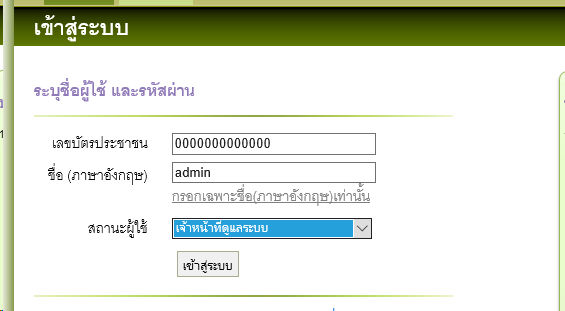 เข้าสู่ระบบ
ระบุชื่อผู้ใช้ และรหัสผ่าน
เลขบัตรประชาชน 0000000000000
ชื่อ (ภาษาอังกฤษ) admin
กรอกเฉพาะชื่อ(ภาษาอังกฤษ)เท่านั้น
สถานะผู้ใช้ เจ้าหน้าที่ดูแลระบบ
เข้าสู่ระบบ